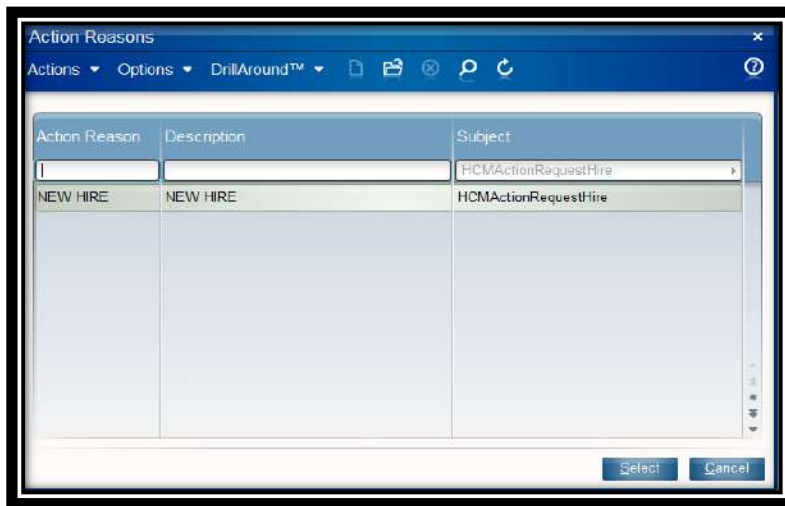 Action Reasons
Actions Options DrillAround™
Action Reason Description Subject
HCMActionRequestHire
NEW HIRE NEW HIRE HCMActionRequestHire
Select Cancel